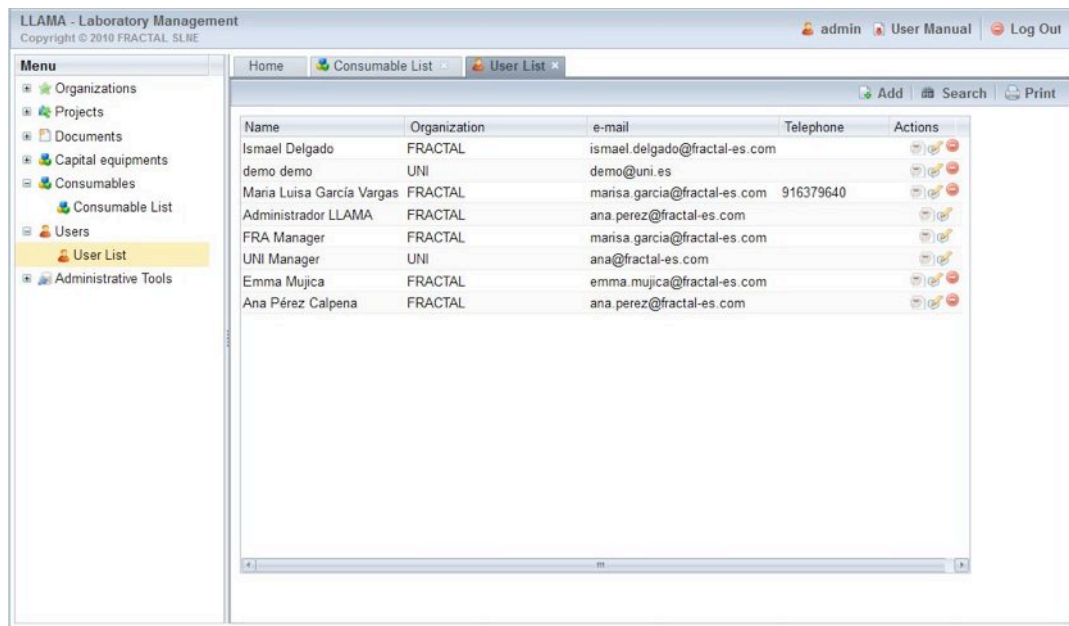 LLAMA - Laboratory Management
Copyright © 2010 FRACTAL SLNE
admin User Manual Log Out
Menu
Organizations
Projects
Documents
Capital equipments
Consumables
Consumable List
Users
User List
Administrative Tools
Home Consumable List User List
Add Search Print
Name Organization e-mail Telephone Actions
Ismael Delgado FRACTAL ismael.delgado@fractal-es.com
demo demo UNI demo@uni.es
Maria Luisa García Vargas FRACTAL marisa.garcia@fractal-es.com 916379640
Administrador LLAMA FRACTAL ana.perez@fractal-es.com
FRA Manager FRACTAL marisa.garcia@fractal-es.com
UNI Manager UNI ana@fractal-es.com
Emma Mujica FRACTAL emma.mujica@fractal-es.com
Ana Pérez Calpena FRACTAL ana.perez@fractal-es.com